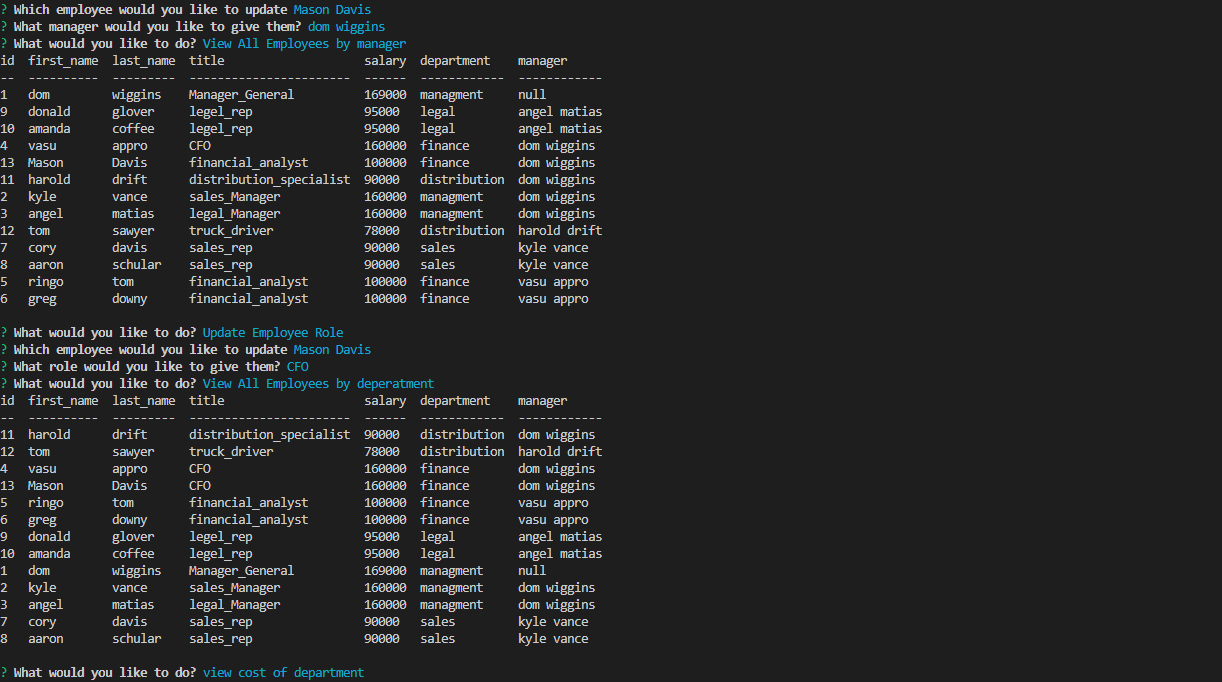 ? Which employee would you like to update Mason Davis
? What manager would you like to give them? dom wiggins
? What would you like to do? View All Employees by manager
id  first_name  last_name  title                    salary  department    manager
--  ----------  ---------  -----------------------  ------  ------------  ------------
1   dom         wiggins    Manager_General          169000  managment     null
9   donald      glover     legel_rep                95000   legal         angel matias
10  amanda      coffee     legel_rep                95000   legal         angel matias
4   vasu        appro      CFO                      160000  finance       dom wiggins
13  Mason       Davis      financial_analyst        100000  finance       dom wiggins
11  harold      drift      distribution_specialist  90000   distribution  dom wiggins
2   kyle        vance      sales_Manager            160000  managment     dom wiggins
3   angel       matias     legal_Manager            160000  managment     dom wiggins
12  tom         sawyer     truck_driver             78000   distribution  harold drift
7   cory        davis      sales_rep                90000   sales         kyle vance
8   aaron       schular    sales_rep                90000   sales         kyle vance
5   ringo       tom        financial_analyst        100000  finance       vasu appro
6   greg        downy      financial_analyst        100000  finance       vasu appro
? What would you like to do? Update Employee Role
? Which employee would you like to update Mason Davis
? What role would you like to give them? CFO
? What would you like to do? View All Employees by deperatment
id  first_name  last_name  title                    salary  department    manager
--  ----------  ---------  -----------------------  ------  ------------  ------------
11  harold      drift      distribution_specialist  90000   distribution  dom wiggins
12  tom         sawyer     truck_driver             78000   distribution  harold drift
4   vasu        appro      CFO                      160000  finance       dom wiggins
13  Mason       Davis      CFO                      160000  finance       dom wiggins
5   ringo       tom        financial_analyst        100000  finance       vasu appro
6   greg        downy      financial_analyst        100000  finance       vasu appro
9   donald      glover     legel_rep                95000   legal         angel matias
10  amanda      coffee     legel_rep                95000   legal         angel matias
1   dom         wiggins    Manager_General          169000  managment     null
2   kyle        vance      sales_Manager            160000  managment     dom wiggins
3   angel       matias     legal_Manager            160000  managment     dom wiggins
7   cory        davis      sales_rep                90000   sales         kyle vance
8   aaron       schular    sales_rep                90000   sales         kyle vance
? What would you like to do? view cost of department